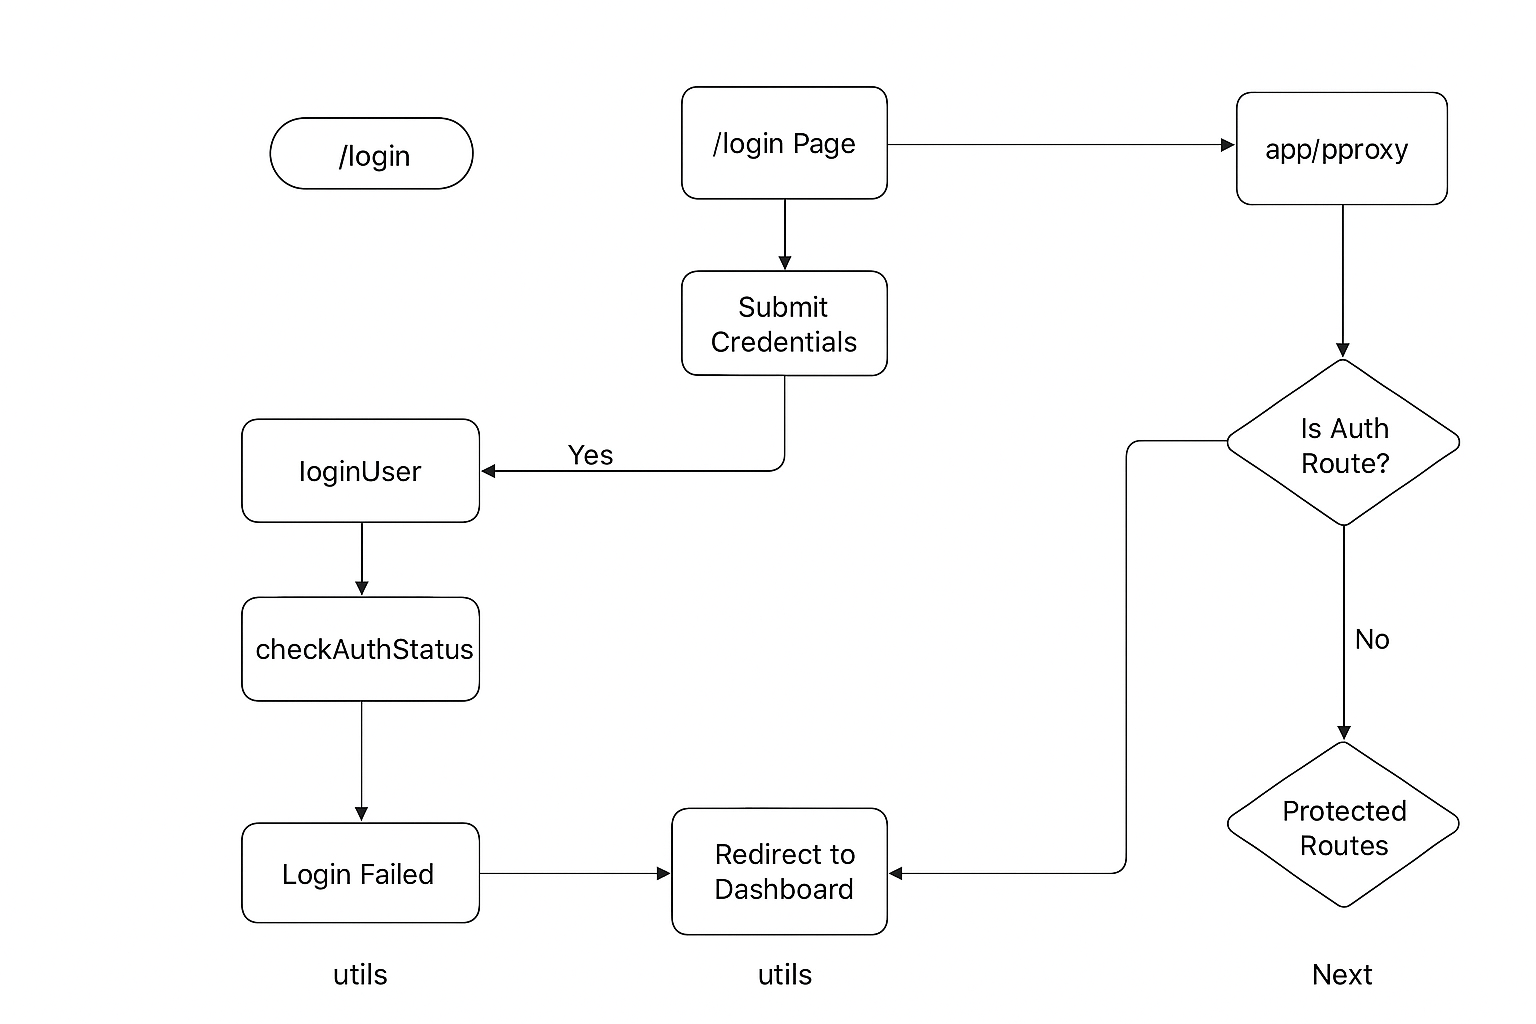 /login
/login Page
app/pproxy
Submit
Credentials
Yes
loginUser
Is Auth
Route?
checkAuthStatus
No
Login Failed
Redirect to
Dashboard
Protected
Routes
utils
utils
Next